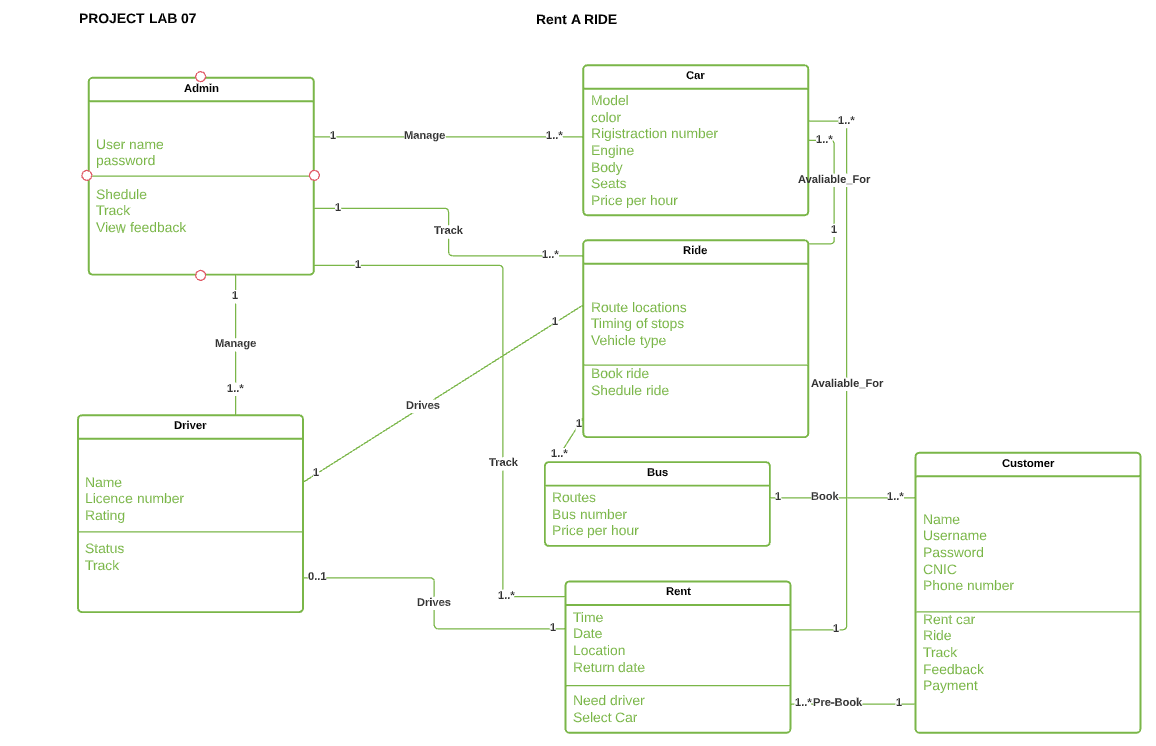 PROJECT LAB 07
Rent A RIDE
Admin
User name
password
Shedule
Track
View feedback
1
Manage
1..*
Car
Model
color
Rigistraction number
Engine
Body
Seats
Price per hour
1..*
1..*
Avaliable_For
1
1
Track
1..*
1
Ride
Route locations
Timing of stops
Vehicle type
Book ride
Shedule ride
1
Manage
1..*
1
Drives
1
Avaliable_For
1
1..*
Driver
Name
Licence number
Rating
Status
Track
Track
Bus
Routes
Bus number
Price per hour
1
Book
1..*
Customer
Name
Username
Password
CNIC
Phone number
Rent car
Ride
Track
Feedback
Payment
0..1
Drives
1
1..*
Rent
Time
Date
Location
Return date
Need driver
Select Car
1
1..*
Pre-Book
1